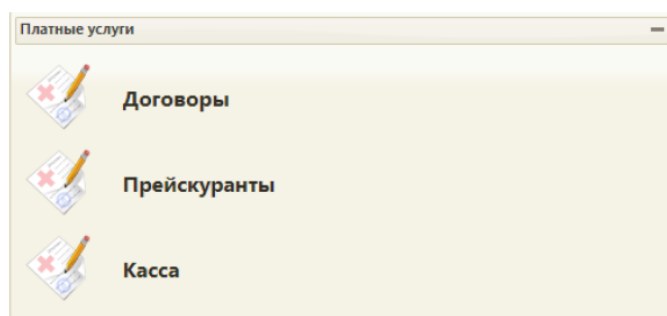 Платные услуги
Договоры
Прейскуранты
Касса